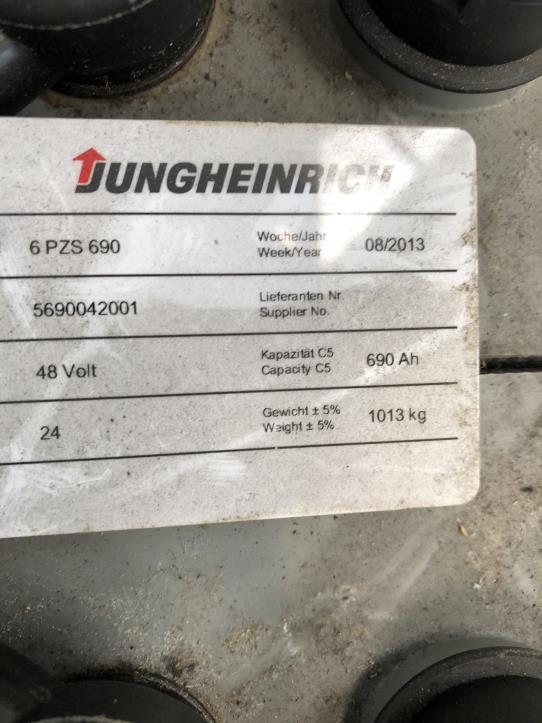 JUNGHEINRICH
6 PZS 690 Woche/Jahr 08/2013
Week/Year
5690042001 Lieferanten Nr.
Supplier No.
48 Volt Kapazität C5 690 Ah
Capacity C5
24 Gewicht ± 5% 1013 kg
Weight ± 5%